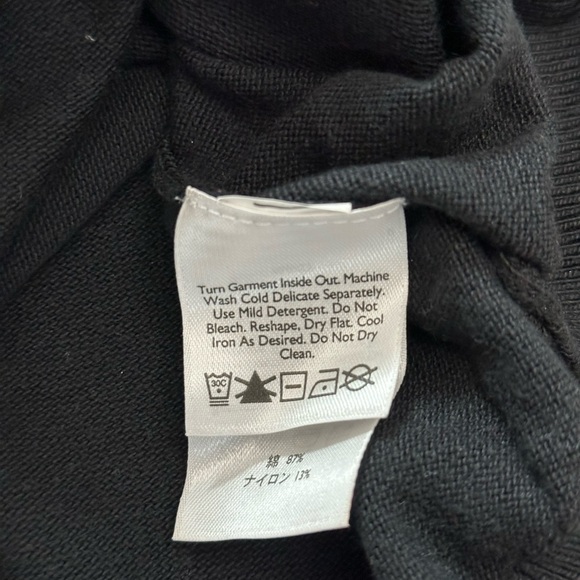 Turn Garment Inside Out. Machine
Wash Cold Delicate Separately.
Use Mild Detergent. Do Not
Bleach. Reshape, Dry Flat. Cool
Iron As Desired. Do Not Dry
Clean.
30C
綿 87%
ナイロン 13%